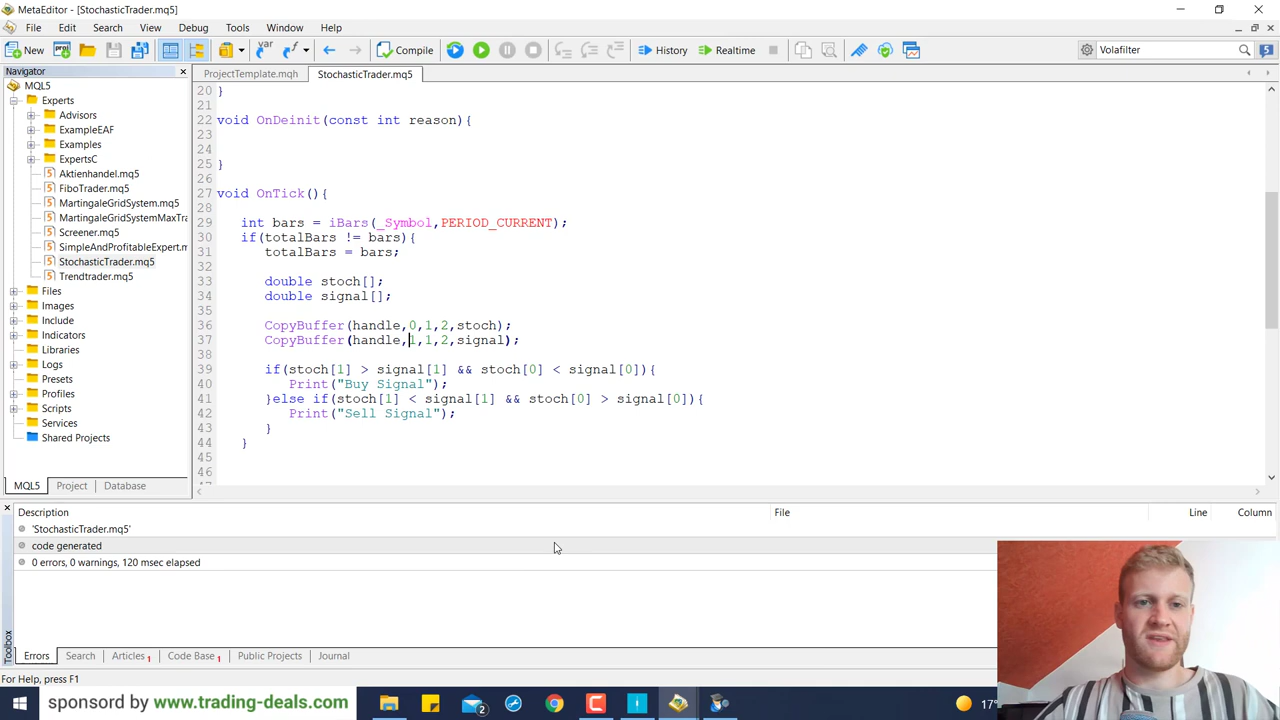 MetaEditor - [StochasticTrader.mq5]
File Edit Search View Debug Tools Window Help
New Compile History Realtime Volafilter 5
Navigator
ProjectTemplate.mqh StochasticTrader.mq5
MQL5
Experts
Advisors
ExampleEAF
Examples
ExpertsC
Aktienhandel.mq5
FiboTrader.mq5
MartingaleGridSystem.mq5
MartingaleGridSystemMaxTra
Screener.mq5
SimpleAndProfitableExpert.m
StochasticTrader.mq5
Trendtrader.mq5
Files
Images
Include
Indicators
Libraries
Logs
Presets
Profiles
Scripts
Services
Shared Projects
MQL5 Project Database
20 }
21
22 void OnDeinit(const int reason){
23
24
25 }
26
27 void OnTick(){
28
29 int bars = iBars(_Symbol,PERIOD_CURRENT);
30 if(totalBars != bars){
31 totalBars = bars;
32
33 double stoch[];
34 double signal[];
35
36 CopyBuffer(handle,0,1,2,stoch);
37 CopyBuffer(handle,1,1,2,signal);
38
39 if(stoch[1] > signal[1] && stoch[0] < signal[0]){
40 Print("Buy Signal");
41 }else if(stoch[1] < signal[1] && stoch[0] > signal[0]){
42 Print("Sell Signal");
43 }
44 }
45
46
Description File Line Column
'StochasticTrader.mq5'
code generated
0 errors, 0 warnings, 120 msec elapsed
Toolbox
Errors Search Articles 1 Code Base 1 Public Projects Journal
For Help, press F1
sponsord by www.trading-deals.com 2 17°